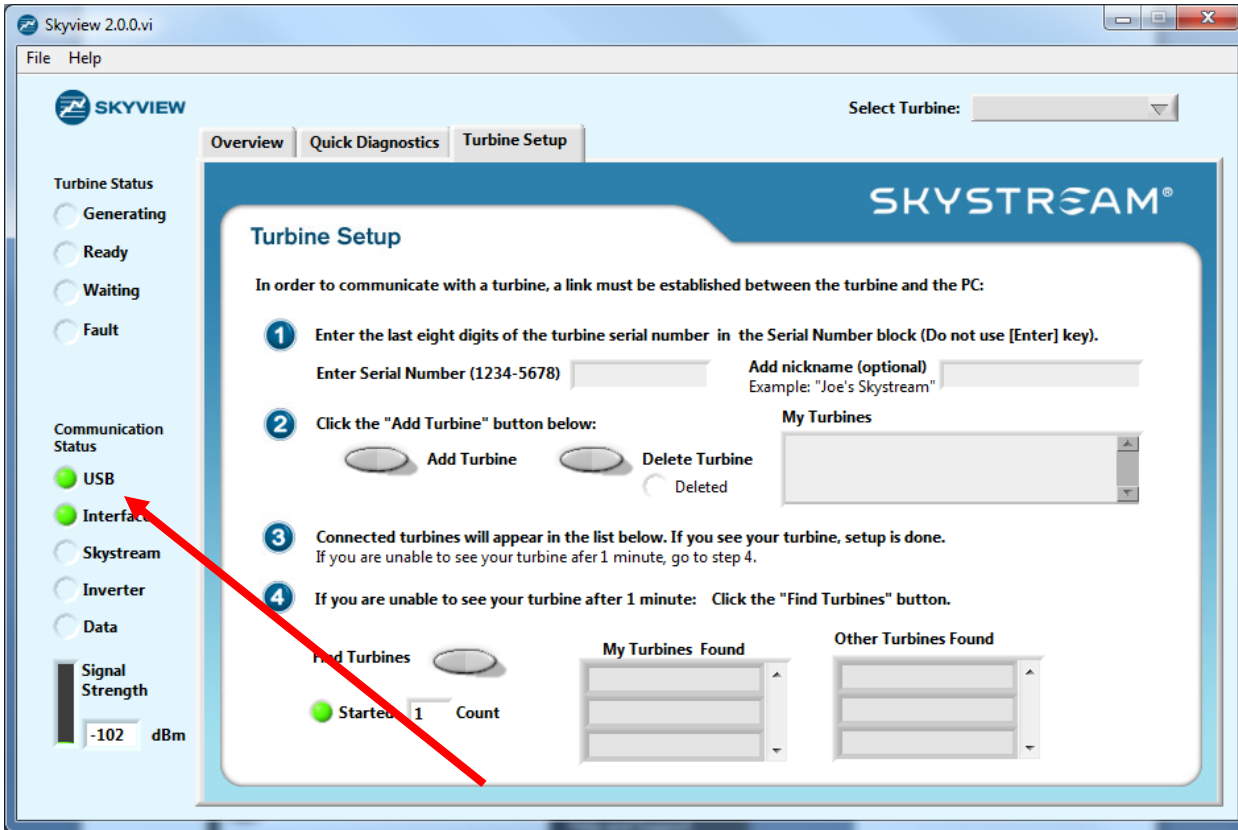 Skyview 2.0.0.vi
File Help
SKYVIEW
Select Turbine:
Overview Quick Diagnostics Turbine Setup
Turbine Status
Generating
Ready
Waiting
Fault
Communication
Status
USB
Interface
Skystream
Inverter
Data
Signal
Strength
-102 dBm
SKYSTREAM®
Turbine Setup
In order to communicate with a turbine, a link must be established between the turbine and the PC:
1 Enter the last eight digits of the turbine serial number in the Serial Number block (Do not use [Enter] key).
Enter Serial Number (1234-5678)
Add nickname (optional)
Example: "Joe's Skystream"
2 Click the "Add Turbine" button below:
Add Turbine
Delete Turbine
Deleted
My Turbines
3 Connected turbines will appear in the list below. If you see your turbine, setup is done.
If you are unable to see your turbine afer 1 minute, go to step 4.
4 If you are unable to see your turbine after 1 minute: Click the "Find Turbines" button.
Find Turbines
Started 1 Count
My Turbines Found
Other Turbines Found